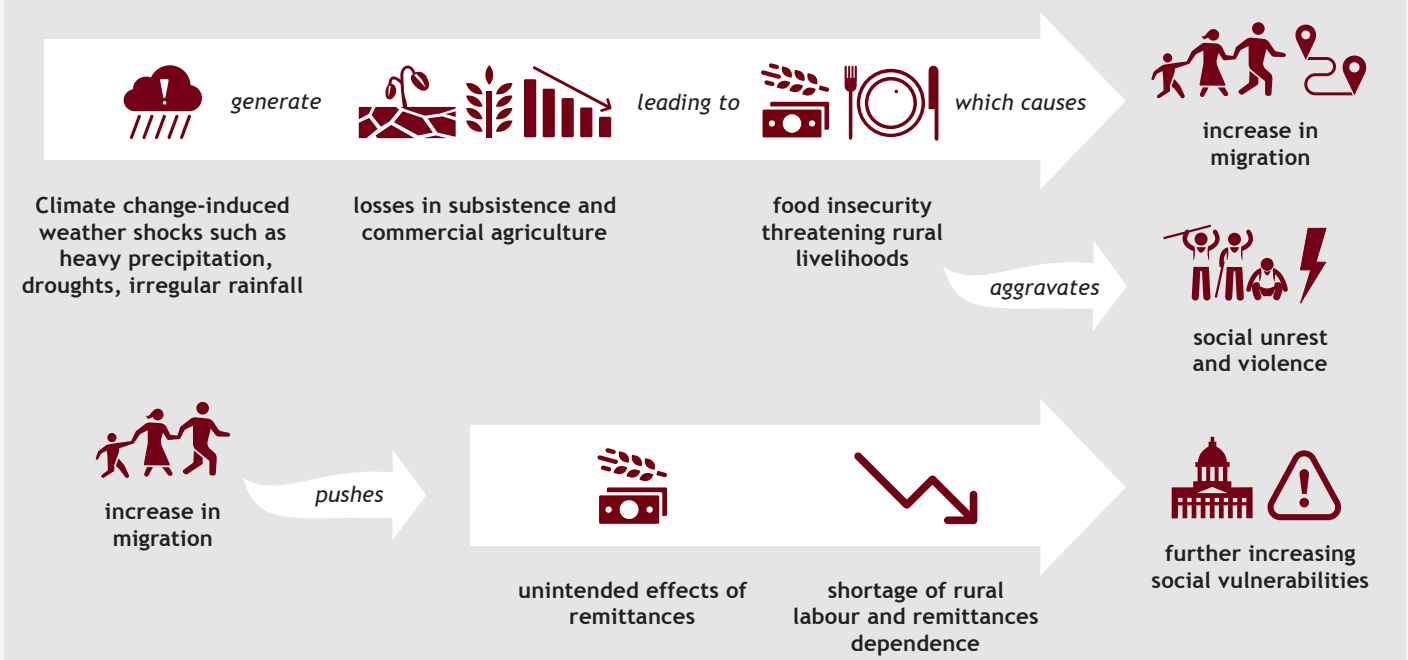 generate
leading to
which causes
increase in
migration
Climate change-induced
weather shocks such as
heavy precipitation,
droughts, irregular rainfall
losses in subsistence and
commercial agriculture
food insecurity
threatening rural
livelihoods
aggravates
social unrest
and violence
increase in
migration
pushes
unintended effects of
remittances
shortage of rural
labour and remittances
dependence
further increasing
social vulnerabilities